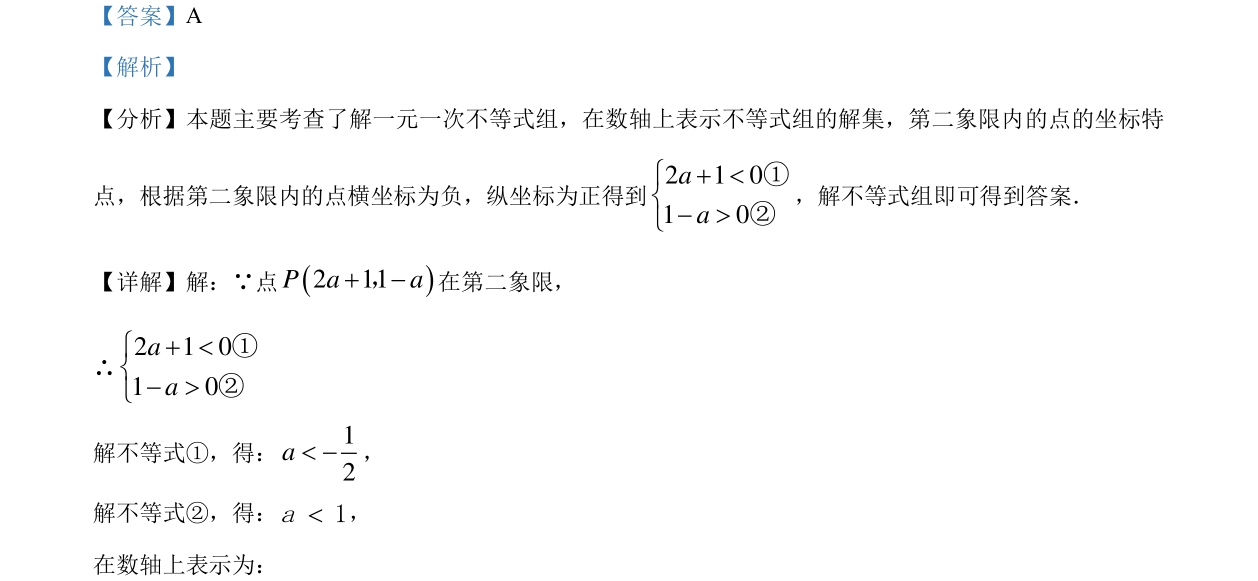 【答案】A
【解析】
【分析】本题主要考查了解一元一次不等式组，在数轴上表示不等式组的解集，第二象限内的点的坐标特
点，根据第二象限内的点横坐标为负，纵坐标为正得到{2a+1<0① 1−a>0②，解不等式组即可得到答案．
【详解】解：∵点P(2a+1,1−a)在第二象限，
∴{2a+1<0① 1−a>0②
解不等式①，得：a<−1/2，
解不等式②，得：a < 1，
在数轴上表示为：